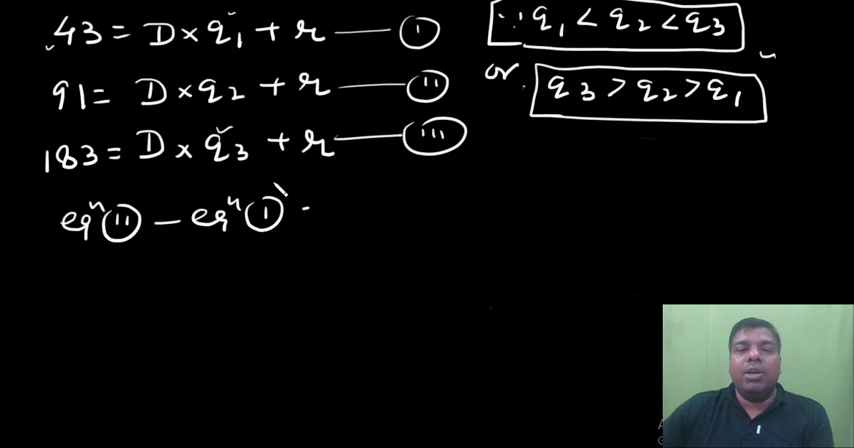 43 = D × q₁ + r — (i)
∵ q₁ < q₂ < q₃
91 = D × q₂ + r — (ii)
or q₃ > q₂ > q₁
183 = D × q₃ + r — (iii)
eqⁿ (ii) – eqⁿ (i)